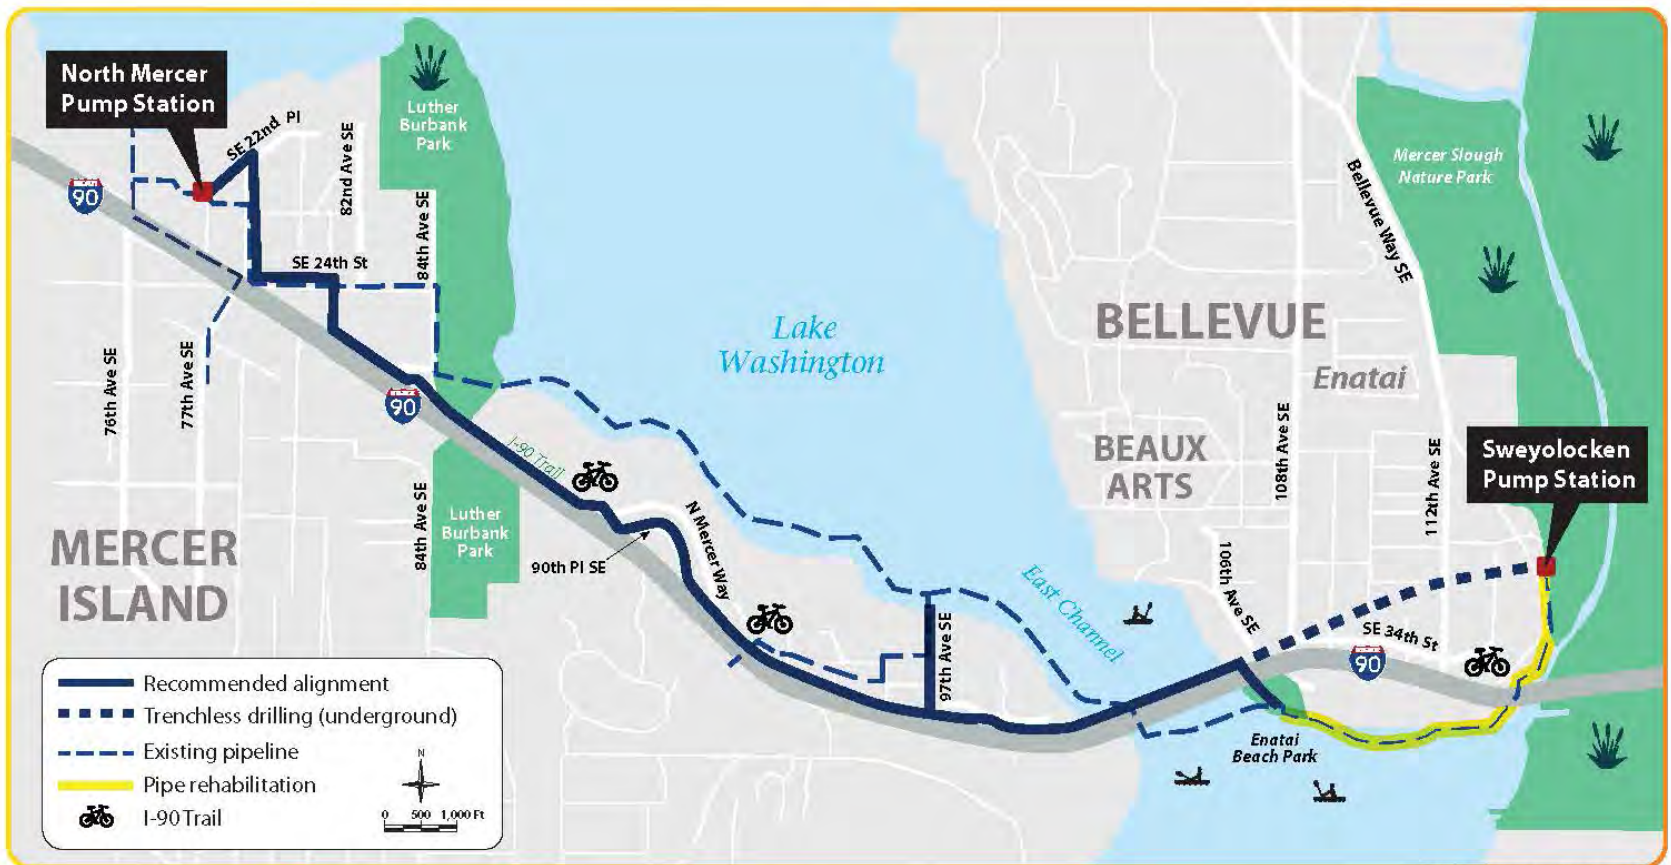 North Mercer
Pump Station
SE 22nd Pl
82nd Ave SE
Luther
Burbank
Park
84th Ave SE
INTERSTATE
90
SE 24th St
76th Ave SE
77th Ave SE
INTERSTATE
90
I-90 Trail
Lake
Washington
Bellevue Way SE
Mercer Slough
Nature Park
BELLEVUE
Enatai
BEAUX
ARTS
108th Ave SE
112th Ave SE
Sweyolocken
Pump Station
MERCER
ISLAND
84th Ave SE
Luther
Burbank
Park
90th Pl SE
N Mercer Way
97th Ave SE
East Channel
106th Ave SE
SE 34th St
INTERSTATE
90
Enatai
Beach Park
Recommended alignment
Trenchless drilling (underground)
Existing pipeline
Pipe rehabilitation
I-90 Trail
N
0 500 1,000 Ft